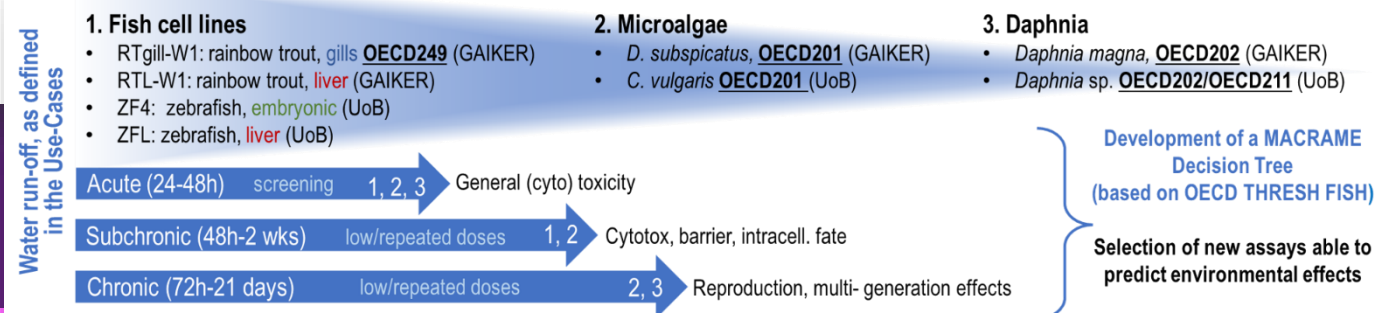 Water run-off, as defined
in the Use-Cases
1. Fish cell lines
• RTgill-W1: rainbow trout, gills OECD249 (GAIKER)
• RTL-W1: rainbow trout, liver (GAIKER)
• ZF4: zebrafish, embryonic (UoB)
• ZFL: zebrafish, liver (UoB)
2. Microalgae
• D. subspicatus, OECD201 (GAIKER)
• C. vulgaris OECD201 (UoB)
3. Daphnia
• Daphnia magna, OECD202 (GAIKER)
• Daphnia sp. OECD202/OECD211 (UoB)
Acute (24-48h) screening 1, 2, 3 General (cyto) toxicity
Subchronic (48h-2 wks) low/repeated doses 1, 2 Cytotox, barrier, intracell. fate
Chronic (72h-21 days) low/repeated doses 2, 3 Reproduction, multi- generation effects
Development of a MACRAME
Decision Tree
(based on OECD THRESH FISH)
Selection of new assays able to
predict environmental effects